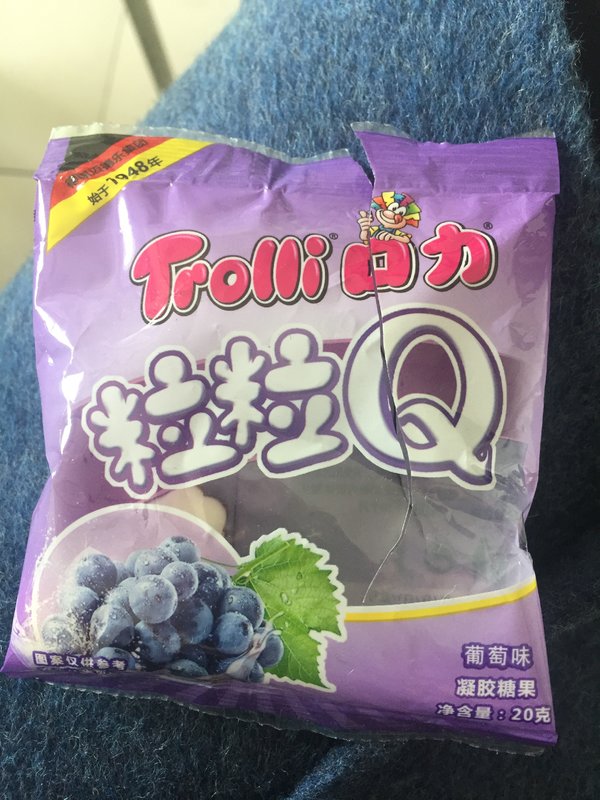 始于1948年
Trolli® 口力®
粒粒Q
图案仅供参考
葡萄味
凝胶糖果
净含量:20克